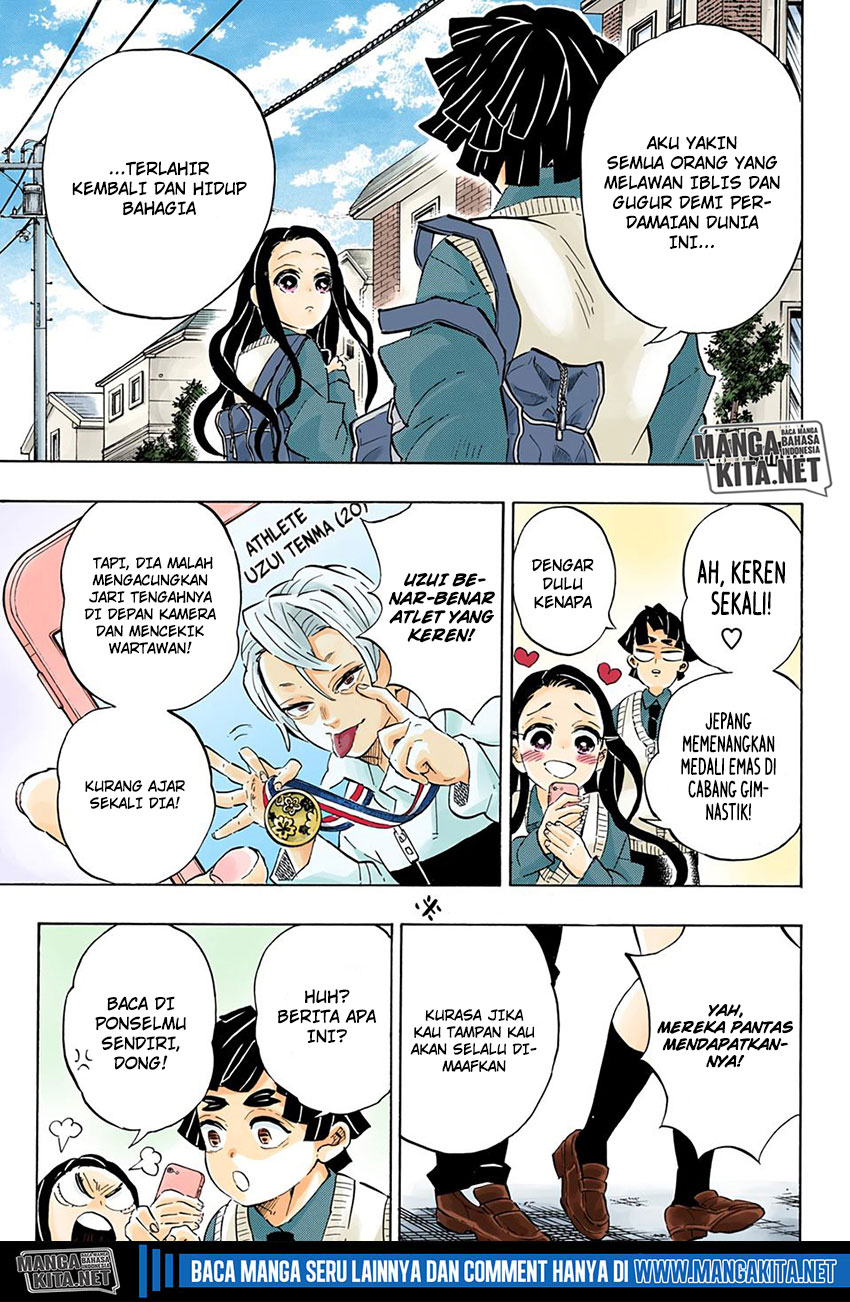 AKU YAKIN
SEMUA ORANG YANG
MELAWAN IBLIS DAN
GUGUR DEMI PER-
DAMAIAN DUNIA
INI...
...TERLAHIR
KEMBALI DAN HIDUP
BAHAGIA
MANGA
KITA.NET
BACA MANGA
BAHASA
INDONESIA
AH, KEREN
SEKALI!
♡
JEPANG
MEMENANGKAN
MEDALI EMAS DI
CABANG GIM-
NASTIK!
DENGAR
DULU
KENAPA
ATHLETE
UZUI TENMA (20)
UZUI BE-
NAR-BENAR
ATLET YANG
KEREN!
TAPI, DIA MALAH
MENGACUNGKAN
JARI TENGAHNYA
DI DEPAN KAMERA
DAN MENCEKIK
WARTAWAN!
KURANG AJAR
SEKALI DIA!
YAH,
MEREKA PANTAS
MENDAPATKAN-
NYA!
KURASA JIKA
KAU TAMPAN KAU
AKAN SELALU DI-
MAAFKAN
HUH?
BERITA APA
INI?
BACA DI
PONSELMU
SENDIRI,
DONG!
MANGA
KITA.NET
BACA MANGA
BAHASA
INDONESIA
BACA MANGA SERU LAINNYA DAN COMMENT HANYA DI WWW.MANGAKITA.NET